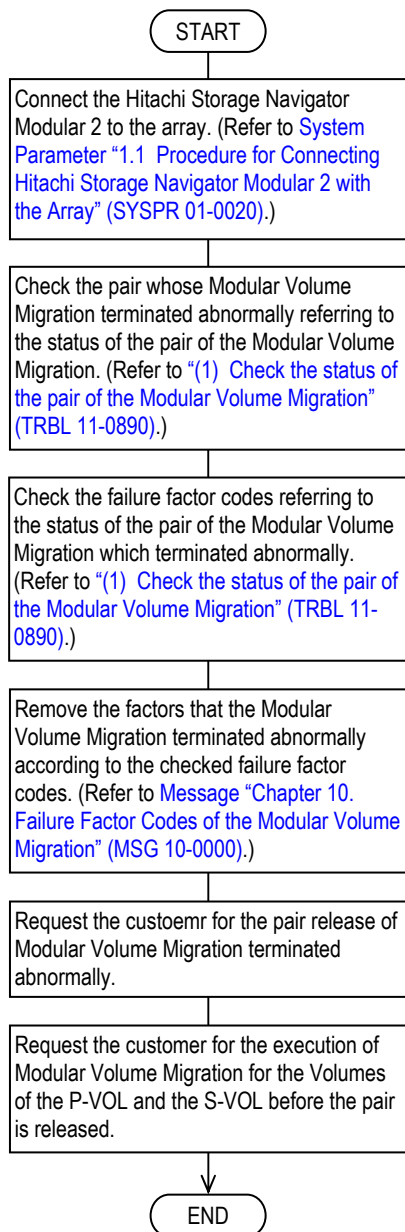 START
Connect the Hitachi Storage Navigator
Modular 2 to the array. (Refer to System
Parameter “1.1 Procedure for Connecting
Hitachi Storage Navigator Modular 2 with
the Array” (SYSPR 01-0020).)
Check the pair whose Modular Volume
Migration terminated abnormally referring to
the status of the pair of the Modular Volume
Migration. (Refer to “(1) Check the status of
the pair of the Modular Volume Migration”
(TRBL 11-0890).)
Check the failure factor codes referring to
the status of the pair of the Modular Volume
Migration which terminated abnormally.
(Refer to “(1) Check the status of the pair of
the Modular Volume Migration” (TRBL 11-
0890).)
Remove the factors that the Modular
Volume Migration terminated abnormally
according to the checked failure factor
codes. (Refer to Message “Chapter 10.
Failure Factor Codes of the Modular Volume
Migration” (MSG 10-0000).)
Request the custoemr for the pair release of
Modular Volume Migration terminated
abnormally.
Request the customer for the execution of
Modular Volume Migration for the Volumes
of the P-VOL and the S-VOL before the pair
is released.
END